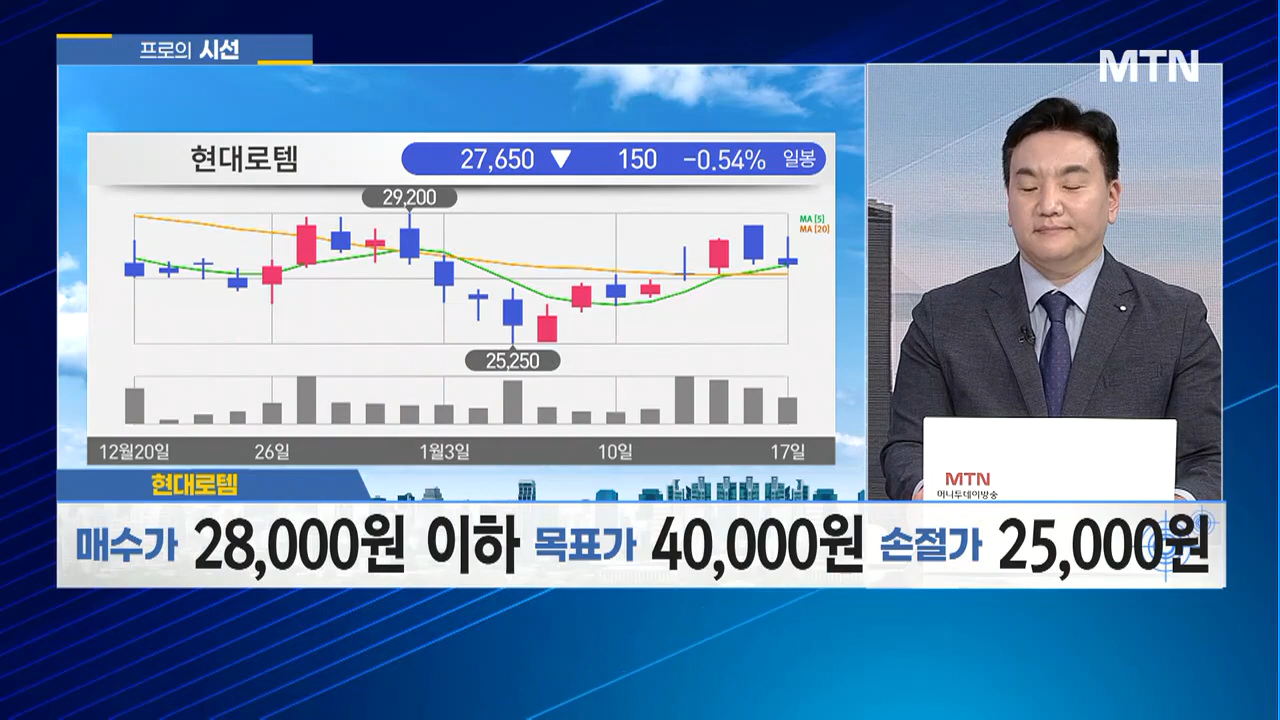 프로의 시선
MTN
현대로템
27,650 ▼ 150 -0.54% 일봉
29,200
MA [5]
MA [20]
25,250
12월20일 26일 1월3일 10일 17일
MTN
머니투데이방송
현대로템
매수가 28,000원 이하 목표가 40,000원 손절가 25,000원